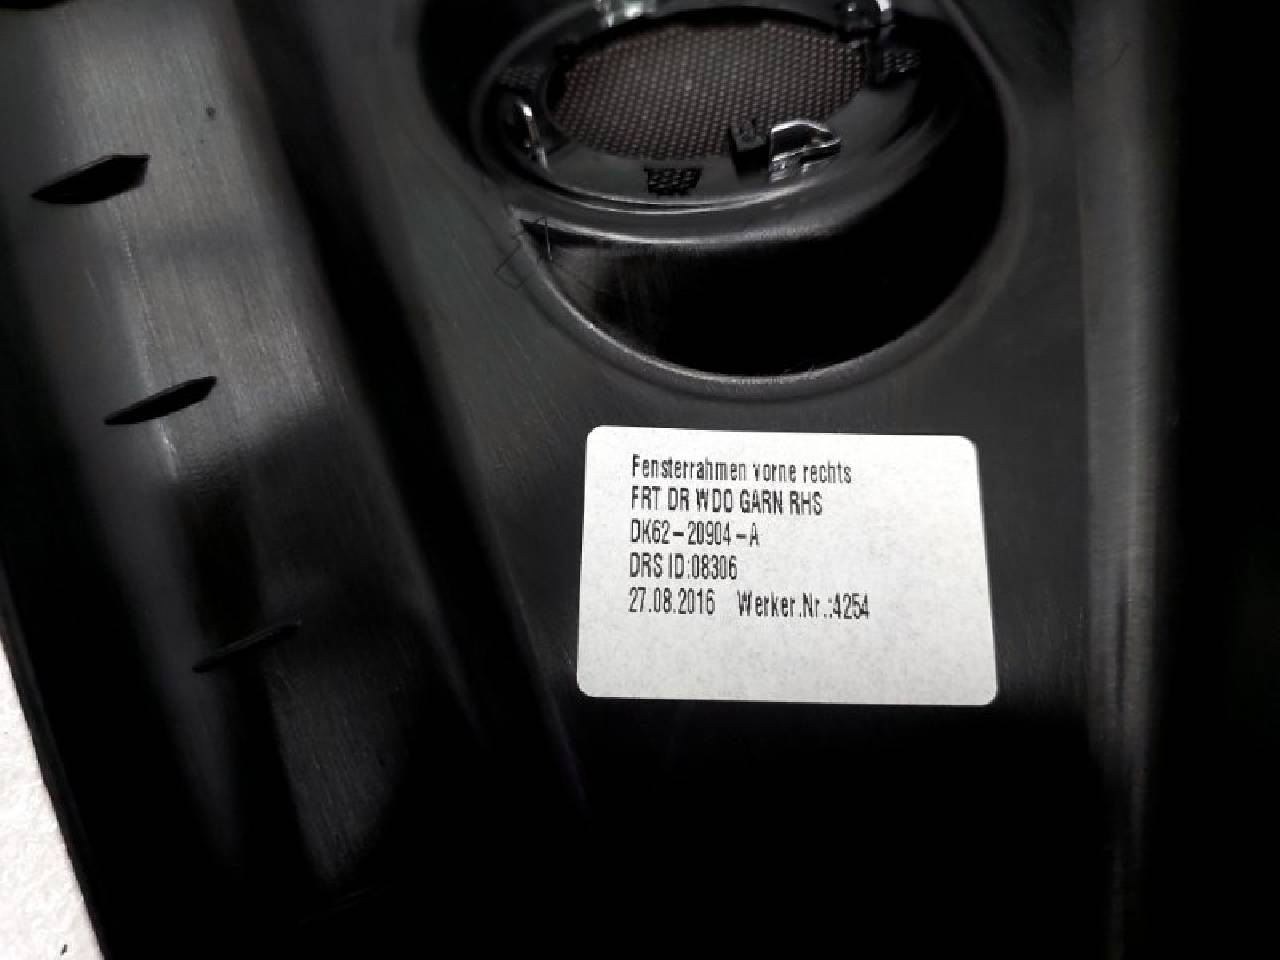 Fensterrahmen vorne rechts
FRT DR WDO GARN RHS
DK62-20904-A
DRS ID:08306
27.08.2016 Werker.Nr.:4254